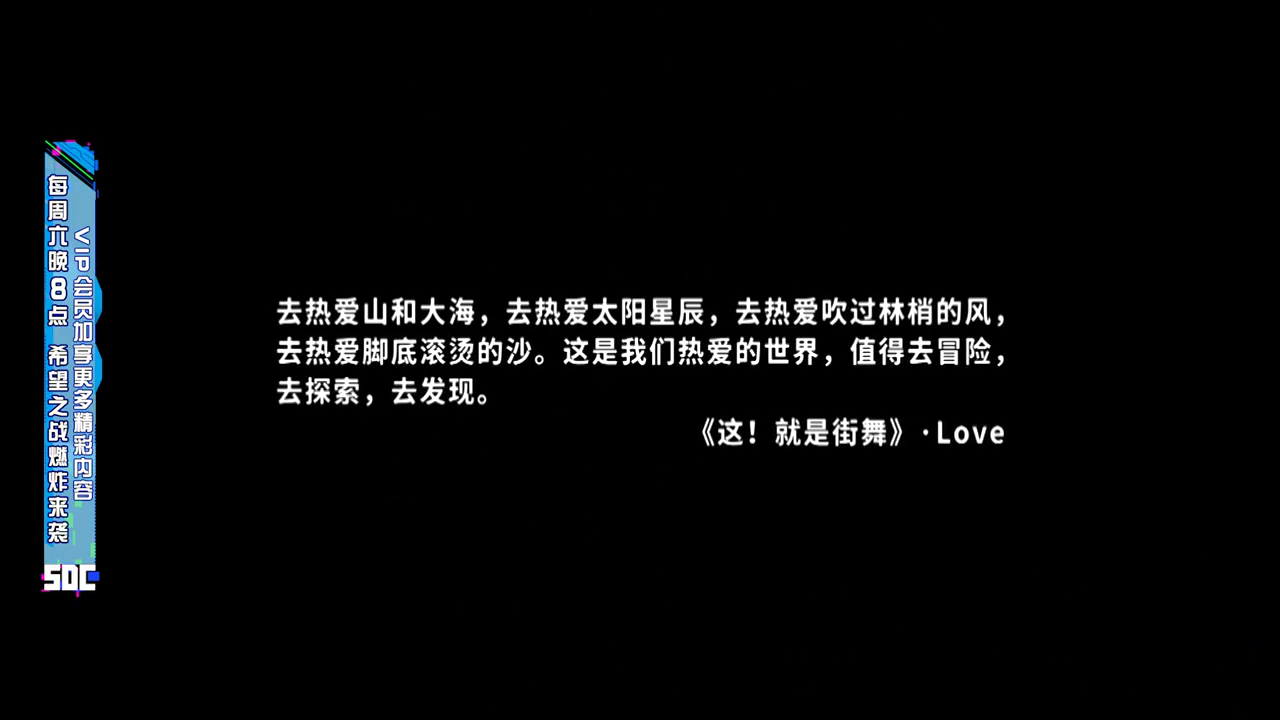 每周六晚8点 希望之战燃炸来袭
VIP会员加享更多精彩内容
SDC
去热爱山和大海，去热爱太阳星辰，去热爱吹过林梢的风，
去热爱脚底滚烫的沙。这是我们热爱的世界，值得去冒险，
去探索，去发现。
《这！就是街舞》·Love